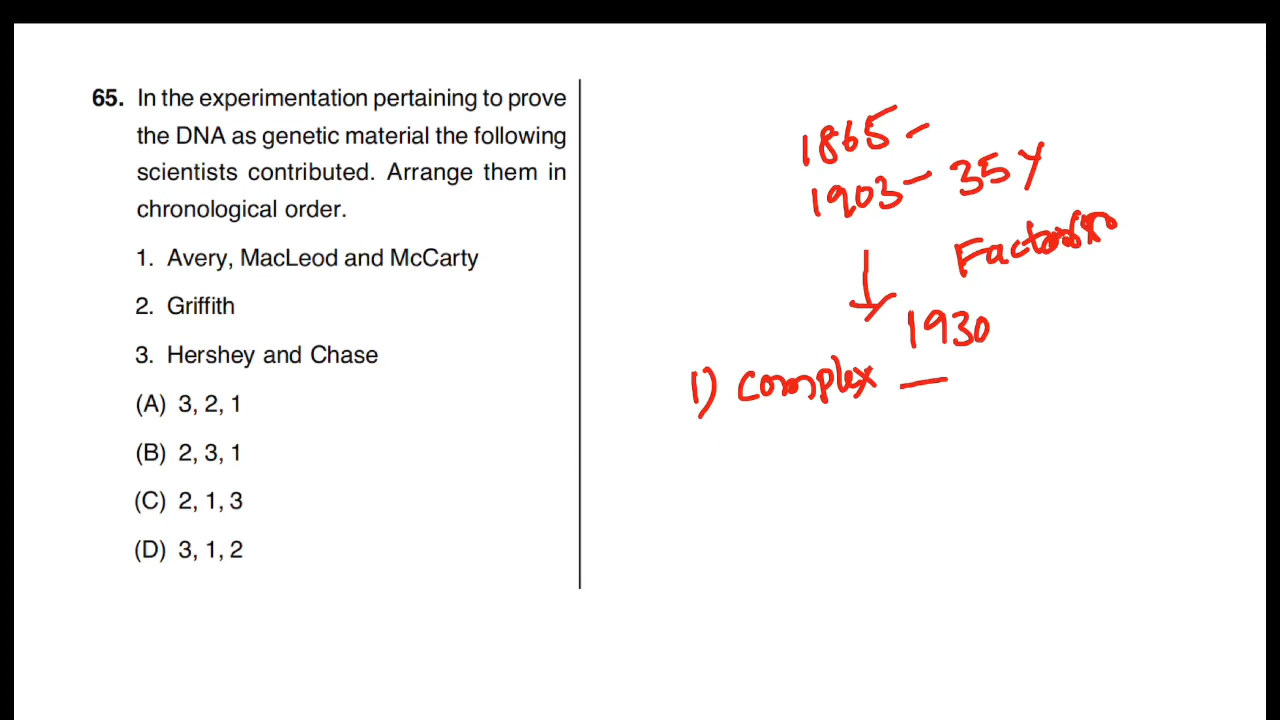 65. In the experimentation pertaining to prove
the DNA as genetic material the following
scientists contributed. Arrange them in
chronological order.
1. Avery, MacLeod and McCarty
2. Griffith
3. Hershey and Chase
(A) 3, 2, 1
(B) 2, 3, 1
(C) 2, 1, 3
(D) 3, 1, 2
1865 -
1903 - 35 Y
1930
1) Complex —